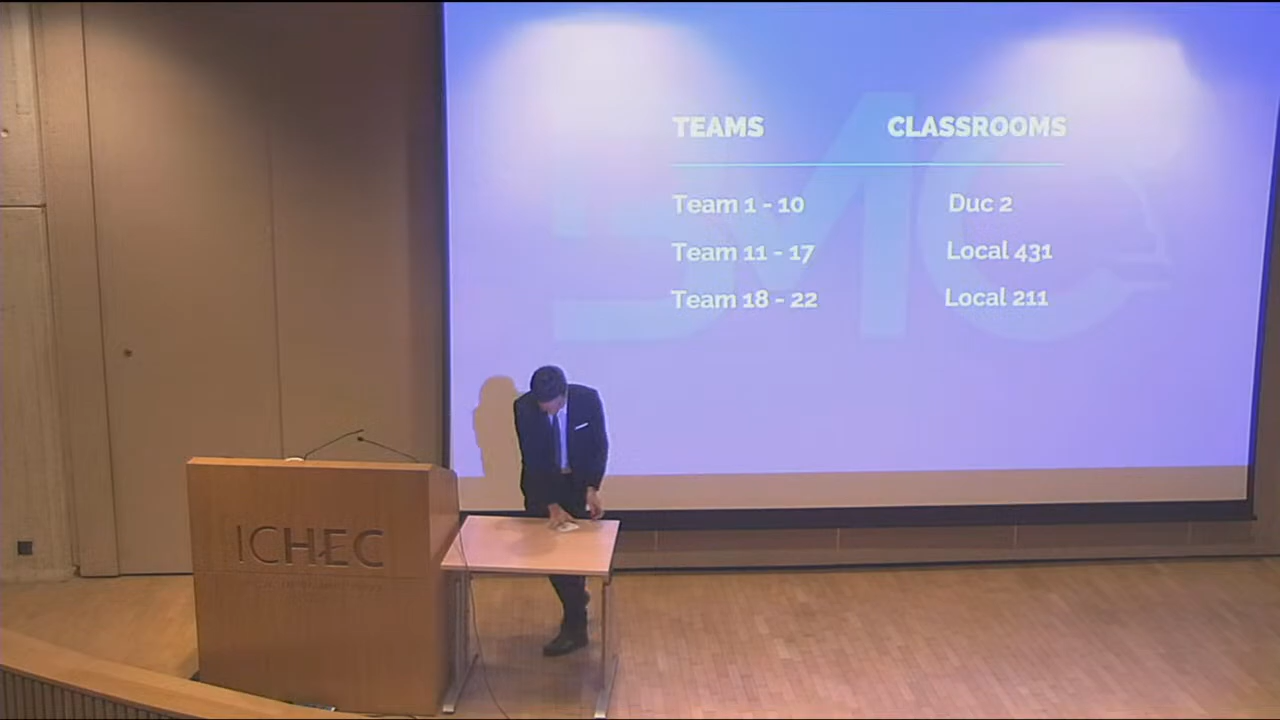 TEAMS CLASSROOMS
Team 1 - 10 Duc 2
Team 11 - 17 Local 431
Team 18 - 22 Local 211
ICHEC